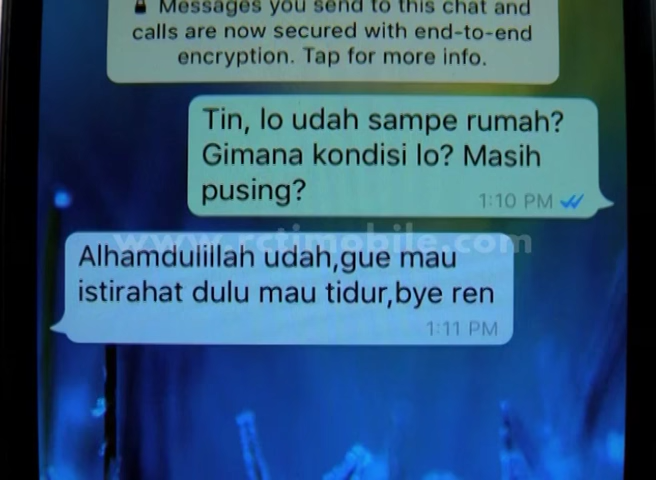 Messages you send to this chat and
calls are now secured with end-to-end
encryption. Tap for more info.
Tin, lo udah sampe rumah?
Gimana kondisi lo? Masih
pusing?
1:10 PM
www.rctimobile.com
Alhamduliillah udah,gue mau
istirahat dulu mau tidur,bye ren
1:11 PM